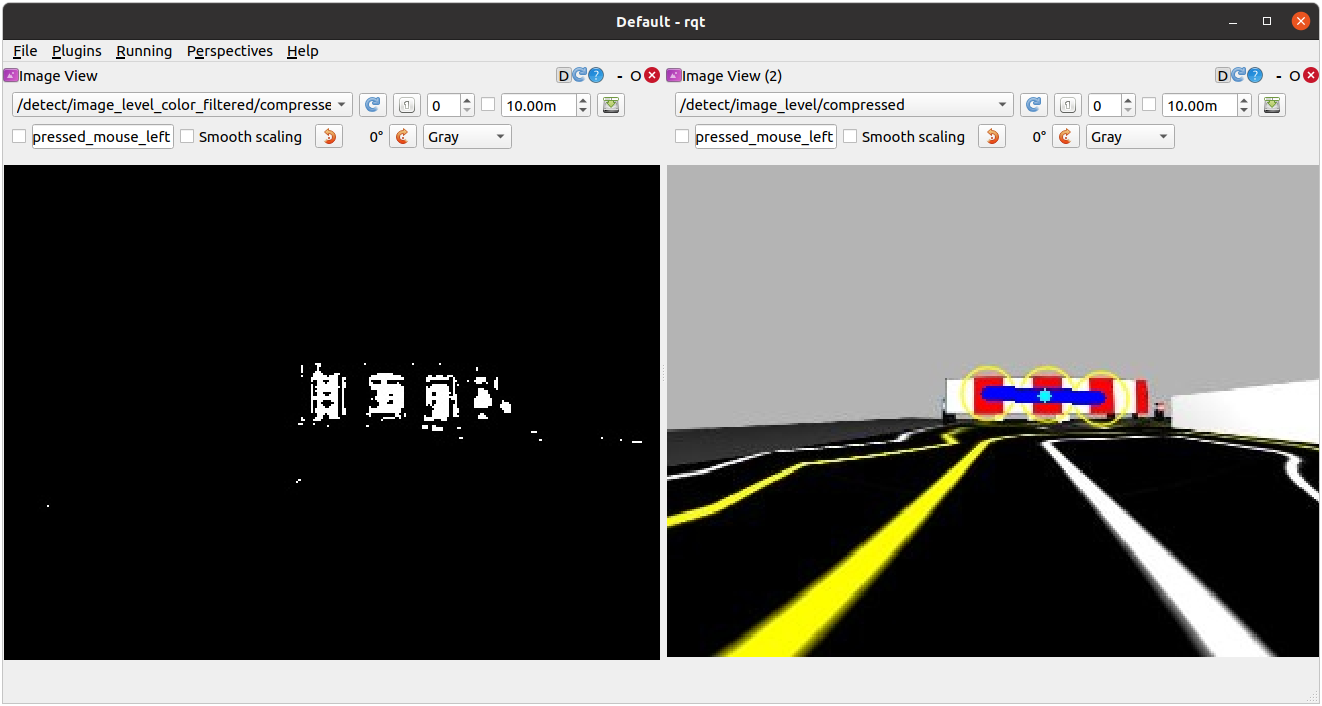 Default - rqt
File Plugins Running Perspectives Help
Image View D ? - O
/detect/image_level_color_filtered/compresse 0 10.00m
pressed_mouse_left Smooth scaling 0° Gray
Image View (2) D ? - O
/detect/image_level/compressed 0 10.00m
pressed_mouse_left Smooth scaling 0° Gray